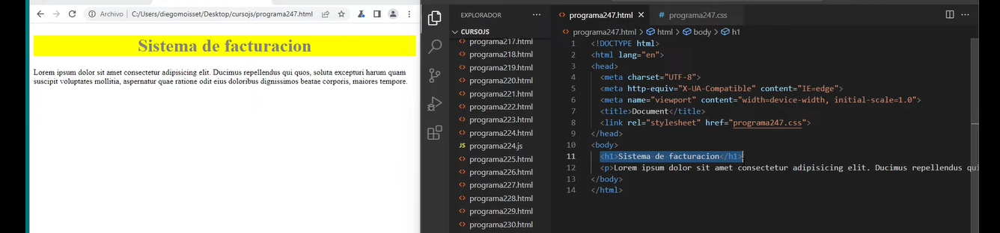 Archivo C:/Users/diegomoisset/Desktop/cursojs/programa247.html
Sistema de facturacion
Lorem ipsum dolor sit amet consectetur adipisicing elit. Ducimus repellendus qui quos, soluta excepturi harum quam
suscipit voluptates mollitia, aspernatur quae ratione odit eius doloribus dignissimos beatae corporis, maiores tempore.
EXPLORADOR ···
CURSOJS
programa217.html
programa218.html
programa219.html
programa220.html
programa221.html
programa222.html
programa223.html
programa224.html
JS programa224.js
programa225.html
programa226.html
programa227.html
programa228.html
programa229.html
programa230.html
programa247.html # programa247.css
programa247.html > html > body > h1
1 <!DOCTYPE html>
2 <html lang="en">
3 <head>
4 <meta charset="UTF-8">
5 <meta http-equiv="X-UA-Compatible" content="IE=edge">
6 <meta name="viewport" content="width=device-width, initial-scale=1.0">
7 <title>Document</title>
8 <link rel="stylesheet" href="programa247.css">
9 </head>
10 <body>
11 <h1>Sistema de facturacion</h1>
12 <p>Lorem ipsum dolor sit amet consectetur adipisicing elit. Ducimus repellendus qui
13 </body>
14 </html>